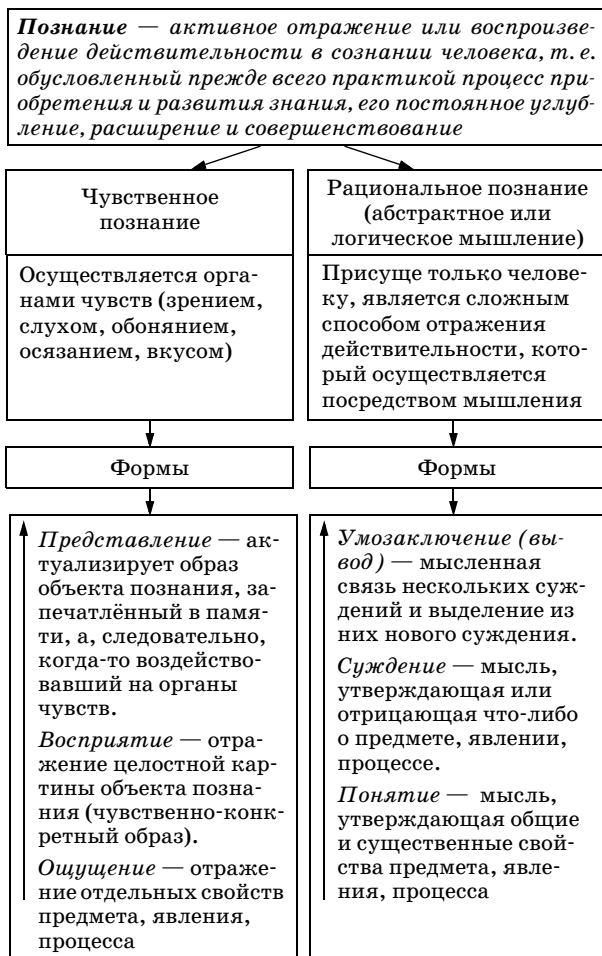 Познание — активное отражение или воспроизве-
дение действительности в сознании человека, т. е.
обусловленный прежде всего практикой процесс при-
обретения и развития знания, его постоянное углуб-
ление, расширение и совершенствование
Чувственное
познание
Осуществляется орга-
нами чувств (зрением,
слухом, обонянием,
осязанием, вкусом)
Формы
Представление — ак-
туализирует образ
объекта познания, за-
печатлённый в памя-
ти, а, следовательно,
когда-то воздейство-
вавший на органы
чувств.
Восприятие — отра-
жение целостной кар-
тины объекта позна-
ния (чувственно-конк-
ретный образ).
Ощущение — отраже-
ние отдельных свойств
предмета, явления,
процесса
Рациональное познание
(абстрактное или
логическое мышление)
Присуще только челове-
ку, является сложным
способом отражения
действительности, кото-
рый осуществляется
посредством мышления
Формы
Умозаключение (вы-
вод) — мысленная
связь нескольких суж-
дений и выделение из
них нового суждения.
Суждение — мысль,
утверждающая или
отрицающая что-либо
о предмете, явлении,
процессе.
Понятие — мысль,
утверждающая общие
и существенные свой-
ства предмета, явле-
ния, процесса